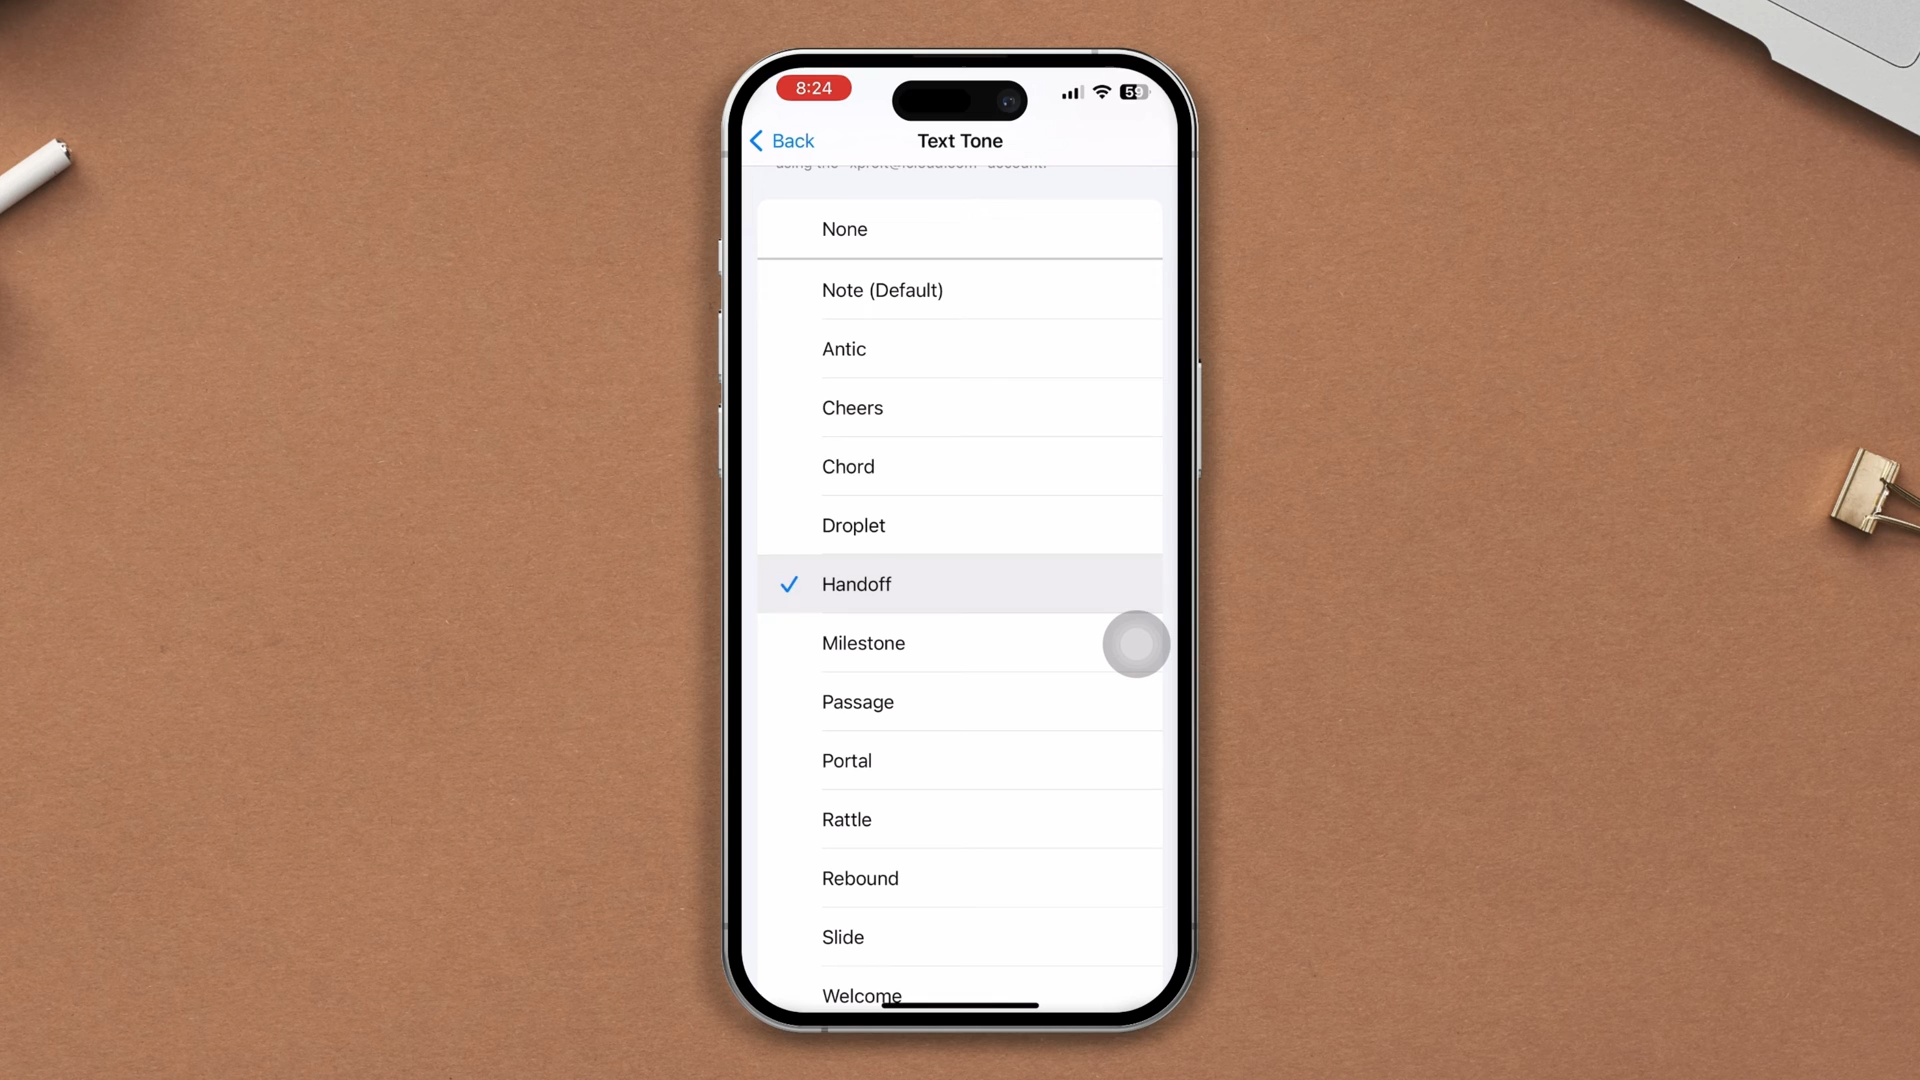 8:24
59
Back
Text Tone
None
Note (Default)
Antic
Cheers
Chord
Droplet
Handoff
Milestone
Passage
Portal
Rattle
Rebound
Slide
Welcome